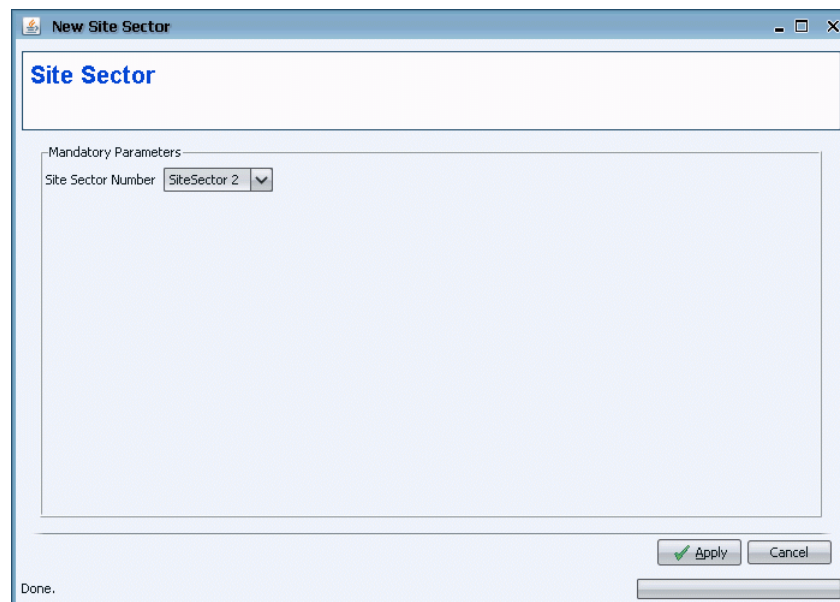 New Site Sector
Site Sector
Mandatory Parameters
Site Sector Number SiteSector 2
Apply Cancel
Done.